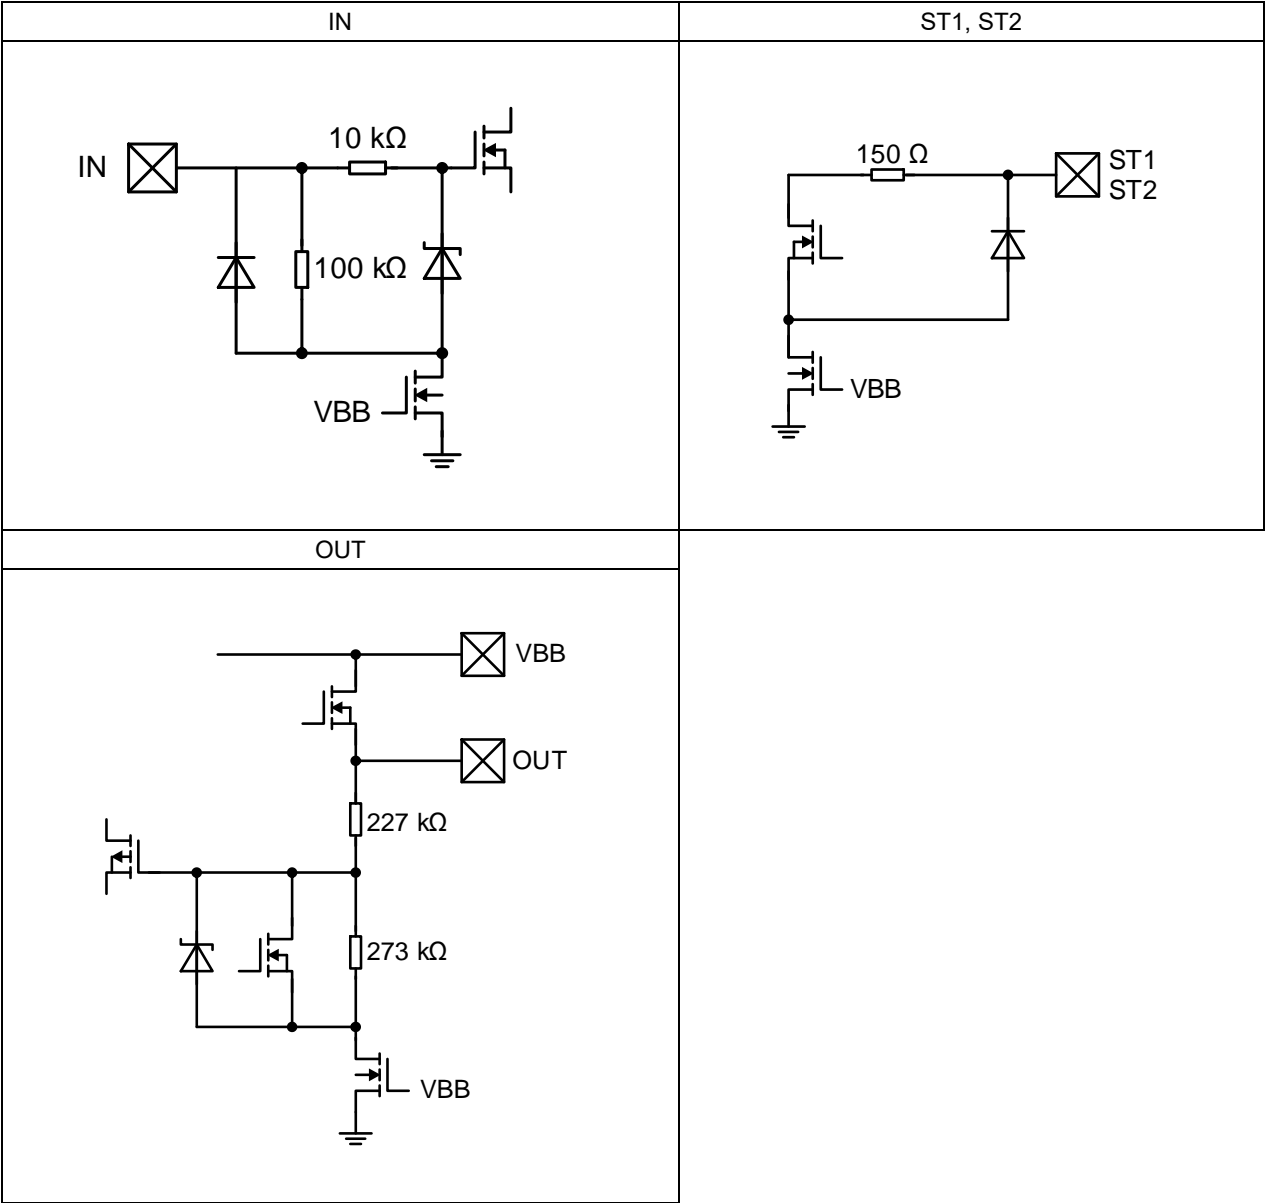 IN
ST1, ST2
10 kΩ
IN
100 kΩ
VBB
150 Ω
ST1
ST2
VBB
OUT
VBB
OUT
227 kΩ
273 kΩ
VBB